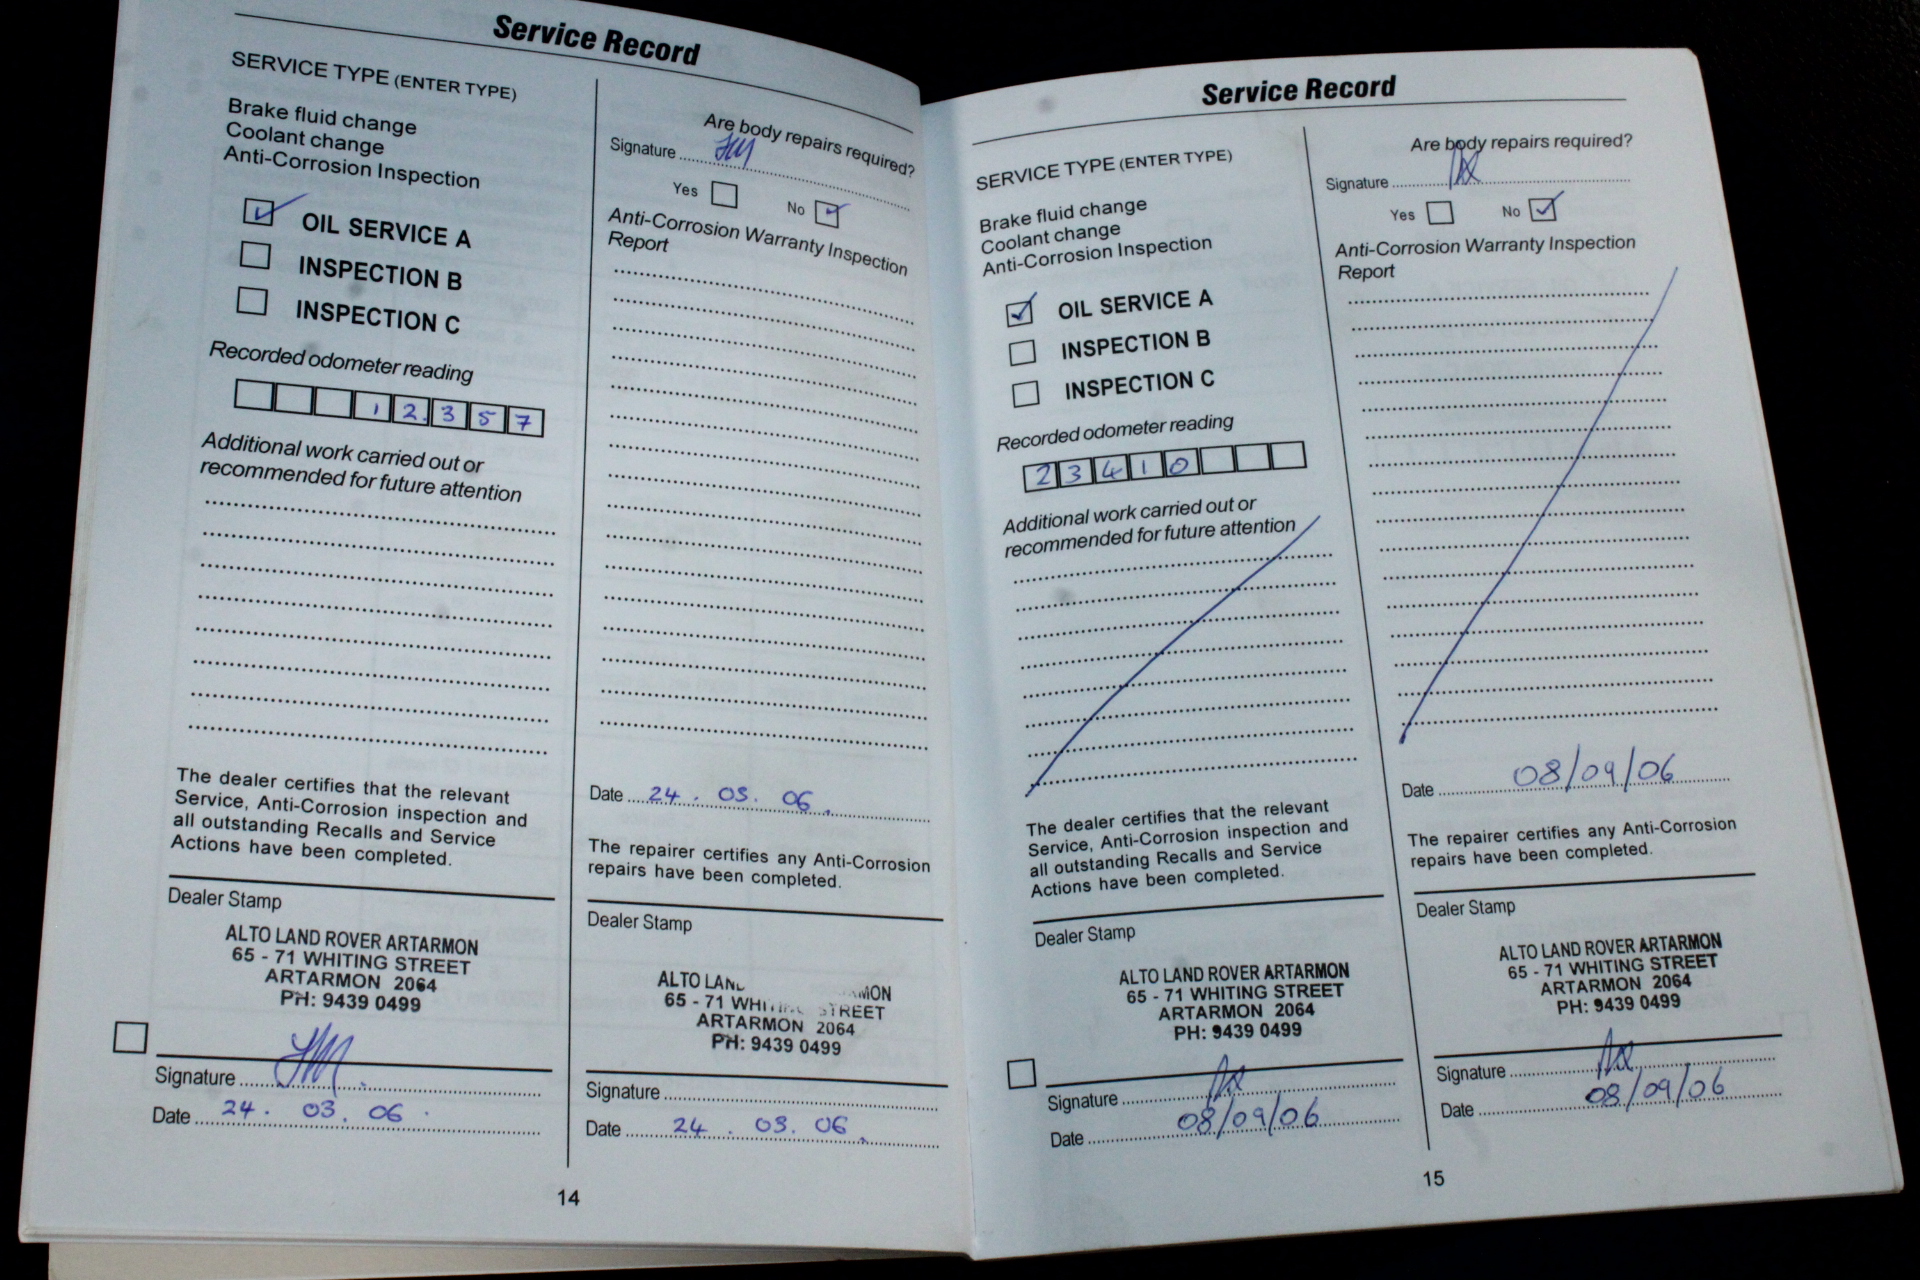 Service Record
SERVICE TYPE (ENTER TYPE)
Brake fluid change
Coolant change
Anti-Corrosion Inspection
OIL SERVICE A
INSPECTION B
INSPECTION C
Recorded odometer reading
12.357
Additional work carried out or
recommended for future attention
The dealer certifies that the relevant
Service, Anti-Corrosion inspection and
all outstanding Recalls and Service
Actions have been completed.
Dealer Stamp
ALTO LAND ROVER ARTARMON
65 - 71 WHITING STREET
ARTARMON 2064
PH: 9439 0499
Signature
Date 24. 03. 06.
Are body repairs required?
Signature
Yes No
Anti-Corrosion Warranty Inspection
Report
Date 24. 03. 06.
The repairer certifies any Anti-Corrosion
repairs have been completed.
Dealer Stamp
ALTO LAN MON
65 - 71 WHITING STREET
ARTARMON 2064
PH: 9439 0499
Signature
Date 24. 03. 06.
14
Service Record
SERVICE TYPE (ENTER TYPE)
Brake fluid change
Coolant change
Anti-Corrosion Inspection
OIL SERVICE A
INSPECTION B
INSPECTION C
Recorded odometer reading
23410
Additional work carried out or
recommended for future attention
The dealer certifies that the relevant
Service, Anti-Corrosion inspection and
all outstanding Recalls and Service
Actions have been completed.
Dealer Stamp
ALTO LAND ROVER ARTARMON
65 - 71 WHITING STREET
ARTARMON 2064
PH: 9439 0499
Signature
Date 08/09/06
Are body repairs required?
Signature
Yes No
Anti-Corrosion Warranty Inspection
Report
Date 08/09/06
The repairer certifies any Anti-Corrosion
repairs have been completed.
Dealer Stamp
ALTO LAND ROVER ARTARMON
65 - 71 WHITING STREET
ARTARMON 2064
PH: 9439 0499
Signature
Date 08/09/06
15